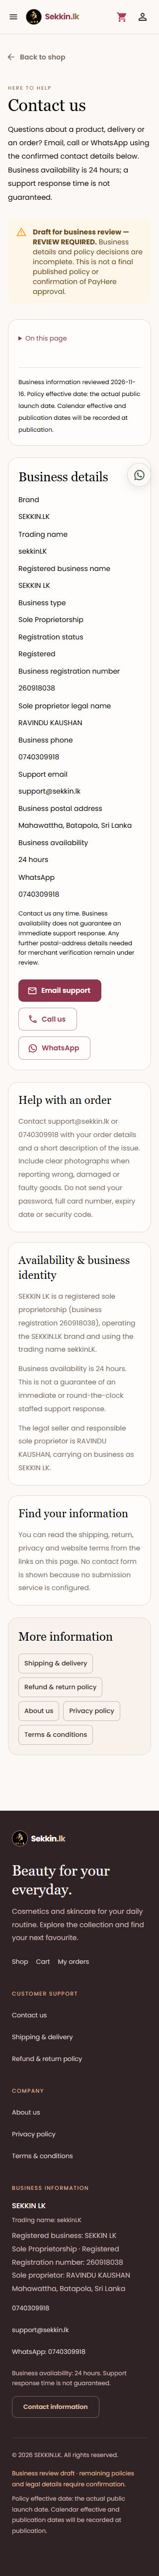 Sekkin.lk
Back to shop
HERE TO HELP
Contact us
Questions about a product, delivery or
an order? Email, call or WhatsApp using
the confirmed contact details below.
Business availability is 24 hours; a
support response time is not
guaranteed.
Draft for business review —
REVIEW REQUIRED. Business
details and policy decisions are
incomplete. This is not a final
published policy or
confirmation of PayHere
approval.
On this page
Business information reviewed 2026-11-
16. Policy effective date: the actual public
launch date. Calendar effective and
publication dates will be recorded at
publication.
Business details
Brand
SEKKIN.LK
Trading name
sekkinLK
Registered business name
SEKKIN LK
Business type
Sole Proprietorship
Registration status
Registered
Business registration number
260918038
Sole proprietor legal name
RAVINDU KAUSHAN
Business phone
0740309918
Support email
support@sekkin.lk
Business postal address
Mahawattha, Batapola, Sri Lanka
Business availability
24 hours
WhatsApp
0740309918
Contact us any time. Business
availability does not guarantee an
immediate support response. Any
further postal-address details needed
for merchant verification remain under
review.
Email support
Call us
WhatsApp
Help with an order
Contact support@sekkin.lk or
0740309918 with your order details
and a short description of the issue.
Include clear photographs when
reporting wrong, damaged or
faulty goods. Do not send your
password, full card number, expiry
date or security code.
Availability & business
identity
SEKKIN LK is a registered sole
proprietorship (business
registration 260918038), operating
the SEKKIN.LK brand and using the
trading name sekkinLK.
Business availability is 24 hours.
This is not a guarantee of an
immediate or round-the-clock
staffed support response.
The legal seller and responsible
sole proprietor is RAVINDU
KAUSHAN, carrying on business as
SEKKIN LK.
Find your information
You can read the shipping, return,
privacy and website terms from the
links on this page. No contact form
is shown because no submission
service is configured.
More information
Shipping & delivery
Refund & return policy
About us Privacy policy
Terms & conditions
Sekkin.lk
Beauty for your
everyday.
Cosmetics and skincare for your daily
routine. Explore the collection and find
your next favourite.
Shop Cart My orders
CUSTOMER SUPPORT
Contact us
Shipping & delivery
Refund & return policy
COMPANY
About us
Privacy policy
Terms & conditions
BUSINESS INFORMATION
SEKKIN LK
Trading name: sekkinLK
Registered business: SEKKIN LK
Sole Proprietorship · Registered
Registration number: 260918038
Sole proprietor: RAVINDU KAUSHAN
Mahawattha, Batapola, Sri Lanka
0740309918
support@sekkin.lk
WhatsApp: 0740309918
Business availability: 24 hours. Support
response time is not guaranteed.
Contact information
© 2026 SEKKIN.LK. All rights reserved.
Business review draft · remaining policies
and legal details require confirmation.
Policy effective date: the actual public
launch date. Calendar effective and
publication dates will be recorded at
publication.